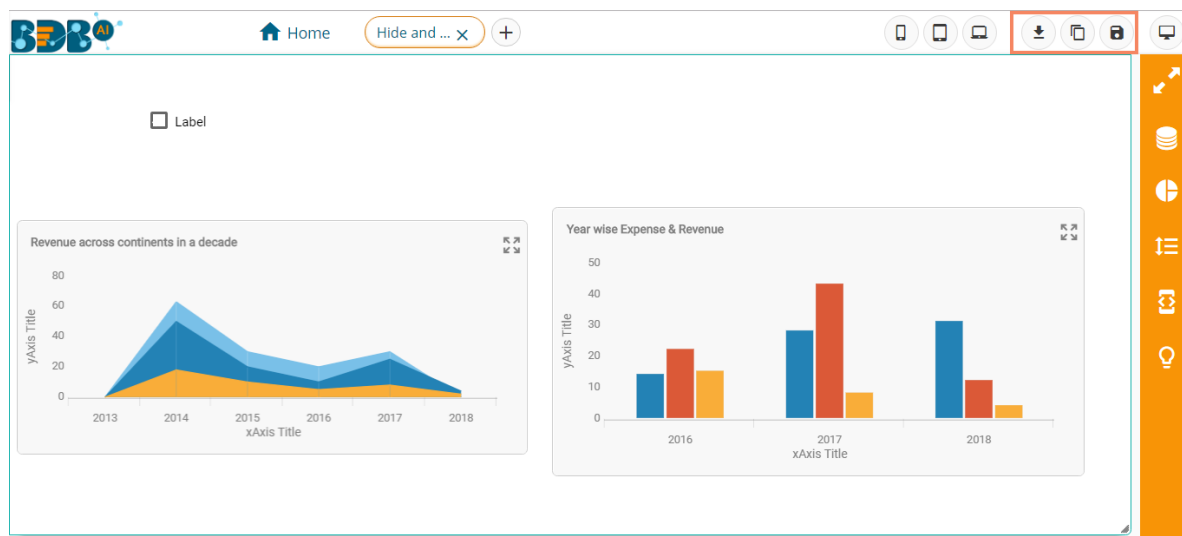 BDB AI
Home
Hide and ... ×
+
Label
Revenue across continents in a decade
80
60
40
20
0
yAxis Title
2013 2014 2015 2016 2017 2018
xAxis Title
Year wise Expense & Revenue
50
40
30
20
10
0
yAxis Title
2016 2017 2018
xAxis Title